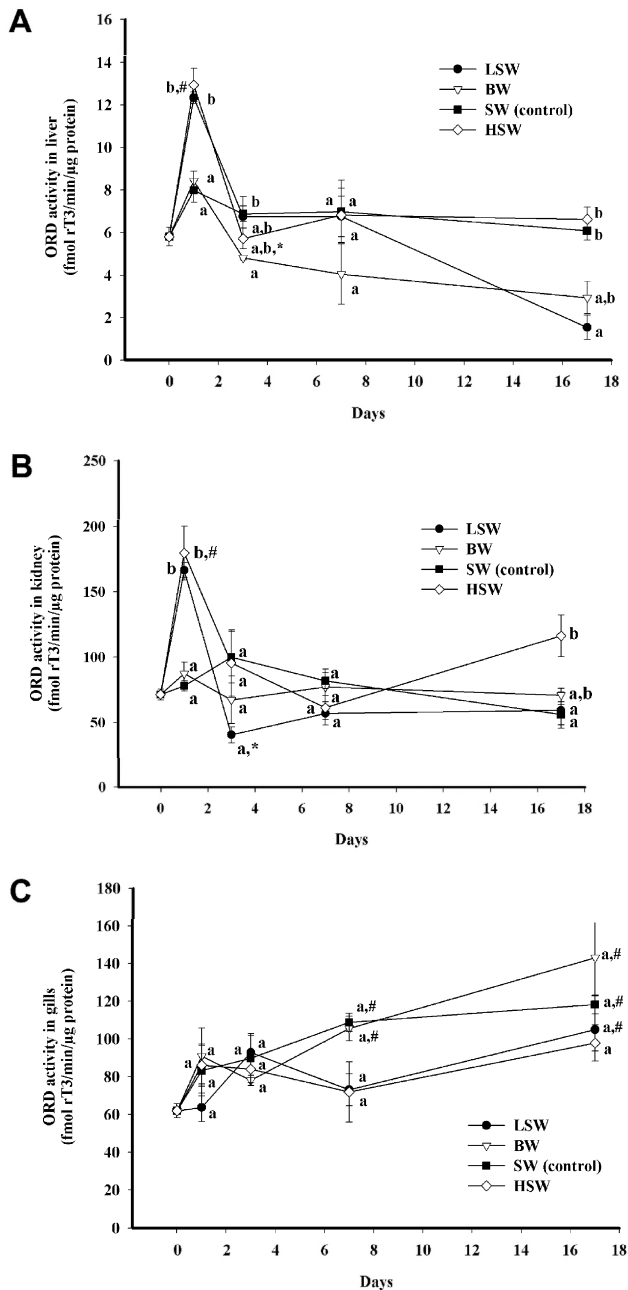 A
16
14
12
10
8
6
4
2
0
ORD activity in liver
(fmol rT3/min/µg protein)
LSW
BW
SW (control)
HSW
b,#
b
a
a
b
a,b
a,b,*
a
a
a
a
a
b
b
a,b
a
0 2 4 6 8 10 12 14 16 18
Days
B
250
200
150
100
50
0
ORD activity in kidney
(fmol rT3/min/µg protein)
LSW
BW
SW (control)
HSW
b
b,#
a
a
a
a
a
a,*
a
a
a
a
b
a,b
a
a
0 2 4 6 8 10 12 14 16 18
Days
C
180
160
140
120
100
80
60
40
20
0
ORD activity in gills
(fmol rT3/min/µg protein)
a
a
a
a
a
a
a
a
a,#
a,#
a
a
a,#
a,#
a,#
a
LSW
BW
SW (control)
HSW
0 2 4 6 8 10 12 14 16 18
Days